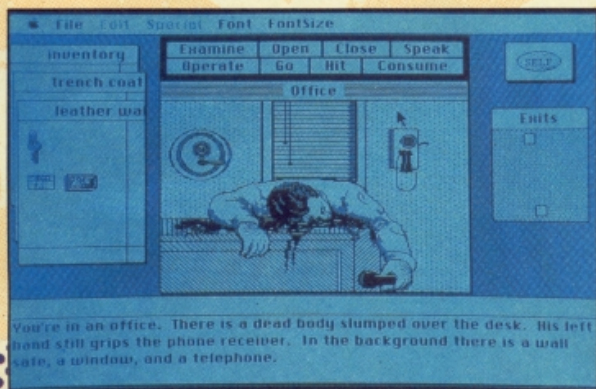 File Edit Special Font FontSize
inventory
trench coat
leather wal
Examine Open Close Speak
Operate Go Hit Consume
Office
SELF
Exits
You're in an office. There is a dead body slumped over the desk. His left
hand still grips the phone receiver. In the background there is a wall
safe, a window, and a telephone.